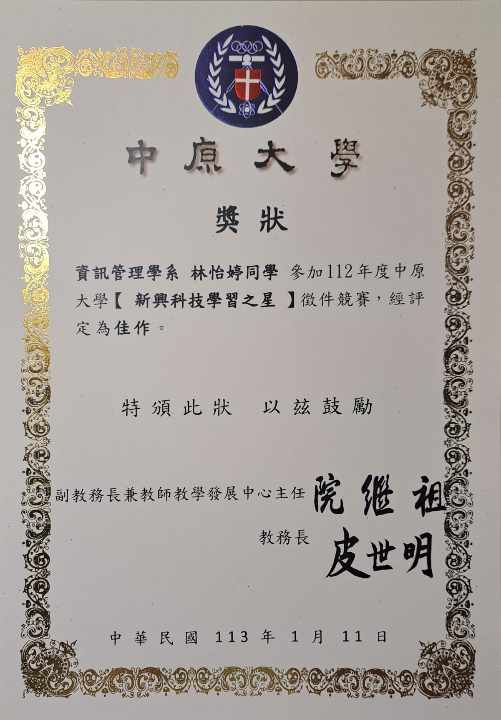 中原大學
獎狀
資訊管理學系 林怡婷同學 參加112年度中原
大學【 新興科技學習之星 】徵件競賽，經評
定為佳作。
特頒此狀 以茲鼓勵
副教務長兼教師教學發展中心主任 阮繼祖
教務長 皮世明
中華民國 113 年 1 月 11 日